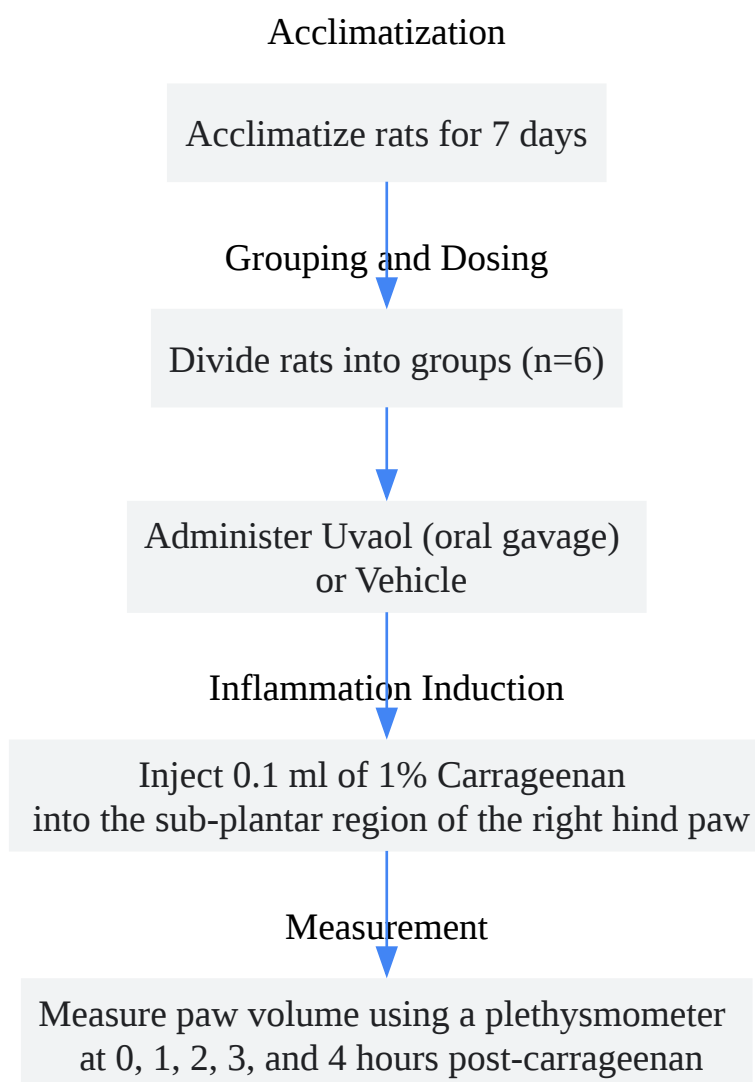 Acclimatization
Acclimatize rats for 7 days
Grouping and Dosing
Divide rats into groups (n=6)
Administer Uvaol (oral gavage)
or Vehicle
Inflammation Induction
Inject 0.1 ml of 1% Carrageenan
into the sub-plantar region of the right hind paw
Measurement
Measure paw volume using a plethysmometer
at 0, 1, 2, 3, and 4 hours post-carrageenan